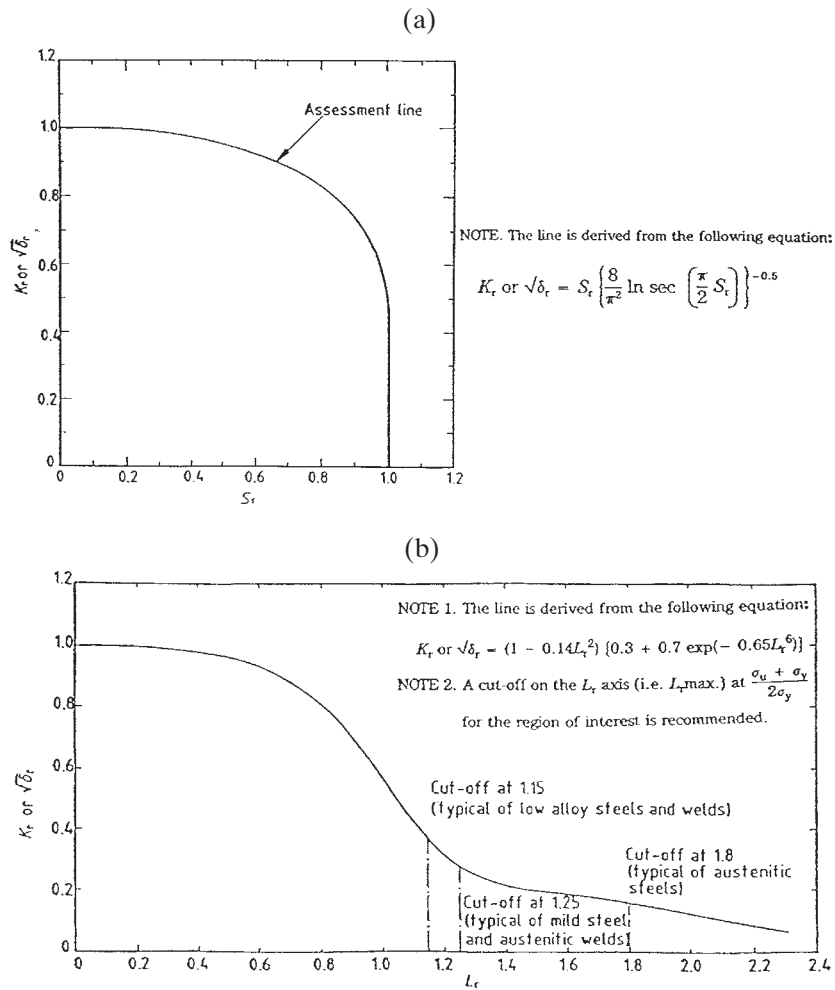 (a)
1.2
1.0
0.8
0.6
0.4
0.2
0
Kr or √δr,
Assessment line
0 0.2 0.4 0.6 0.8 1.0 1.2
Sr
NOTE. The line is derived from the following equation:
Kr or √δr = Sr {8/π² ln sec (π/2 Sr)}^−0.5
(b)
1.2
1.0
0.8
0.6
0.4
0.2
0
Kr or √δr
NOTE 1. The line is derived from the following equation:
Kr or √δr = (1 − 0.14Lr²) {0.3 + 0.7 exp(− 0.65Lr⁶)}
NOTE 2. A cut-off on the Lr axis (i.e. Lrmax.) at (σu + σy)/2σy
for the region of interest is recommended.
Cut-off at 1.15
(typical of low alloy steels and welds)
Cut-off at 1.8
(typical of austenitic
steels)
Cut-off at 1.25
(typical of mild steel
and austenitic welds)
0 0.2 0.4 0.6 0.8 1.0 1.2 1.4 1.6 1.8 2.0 2.2 2.4
Lr